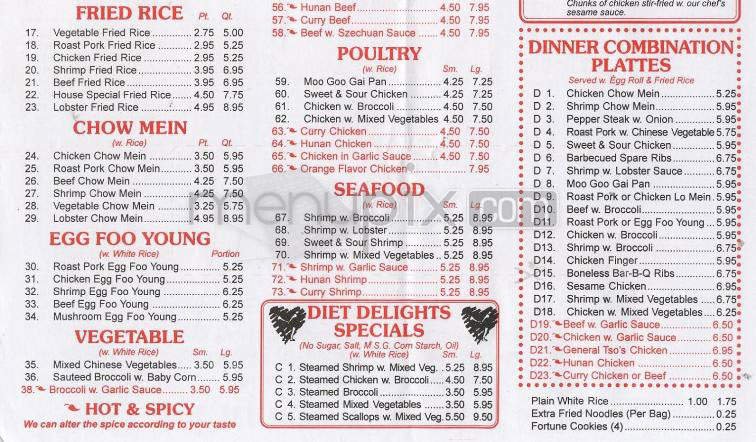 FRIED RICE Pt. Qt.
17. Vegetable Fried Rice 2.75 5.00
18. Roast Pork Fried Rice 2.95 5.25
19. Chicken Fried Rice 2.95 5.25
20. Shrimp Fried Rice 3.95 6.95
21. Beef Fried Rice 3.95 6.95
22. House Special Fried Rice 4.50 7.75
23. Lobster Fried Rice 4.95 8.95
CHOW MEIN
(w. Rice) Pt. Qt.
24. Chicken Chow Mein 3.50 5.95
25. Roast Pork Chow Mein 3.50 5.95
26. Beef Chow Mein 4.25 7.50
27. Shrimp Chow Mein 4.25 7.50
28. Vegetable Chow Mein 3.25 5.75
29. Lobster Chow Mein 4.95 8.95
EGG FOO YOUNG
(w. White Rice) Portion
30. Roast Pork Egg Foo Young 5.25
31. Chicken Egg Foo Young 5.25
32. Shrimp Egg Foo Young 6.25
33. Beef Egg Foo Young 6.25
34. Mushroom Egg Foo Young 5.25
VEGETABLE
(w. White Rice) Sm. Lg.
35. Mixed Chinese Vegetables 3.50 5.95
36. Sauteed Broccoli w. Baby Corn 5.95
38. Broccoli w. Garlic Sauce 3.50 5.95
HOT & SPICY
We can alter the spice according to your taste
56. Hunan Beef 4.50 7.95
57. Curry Beef 4.50 7.95
58. Beef w. Szechuan Sauce 4.50 7.95
POULTRY
(w. Rice) Sm. Lg.
59. Moo Goo Gai Pan 4.25 7.25
60. Sweet & Sour Chicken 4.25 7.25
61. Chicken w. Broccoli 4.50 7.50
62. Chicken w. Mixed Vegetables 4.50 7.50
63. Curry Chicken 4.50 7.50
64. Hunan Chicken 4.50 7.50
65. Chicken in Garlic Sauce 4.50 7.50
66. Orange Flavor Chicken 7.95
SEAFOOD
(w. Rice) Sm. Lg.
67. Shrimp w. Broccoli 5.25 8.95
68. Shrimp w. Lobster 5.25 8.95
69. Sweet & Sour Shrimp 5.25 8.95
70. Shrimp w. Mixed Vegetables 5.25 8.95
71. Shrimp w. Garlic Sauce 5.25 8.95
72. Hunan Shrimp 5.25 8.95
73. Curry Shrimp 5.25 8.95
DIET DELIGHTS
SPECIALS
(No Sugar, Salt, M.S.G. Corn Starch, Oil)
(w. White Rice) Sm. Lg.
C 1. Steamed Shrimp w. Mixed Veg. 5.25 8.95
C 2. Steamed Chicken w. Broccoli 4.50 7.50
C 3. Steamed Broccoli 3.50 5.95
C 4. Steamed Mixed Vegetables 3.50 5.95
C 5. Steamed Scallops w. Mixed Veg. 5.50 9.50
Chunks of chicken stir-fried w. our chef's
sesame sauce.
DINNER COMBINATION
PLATTES
Served w. Egg Roll & Fried Rice
D 1. Chicken Chow Mein 5.25
D 2. Shrimp Chow Mein 5.95
D 3. Pepper Steak w. Onion 5.95
D 4. Roast Pork w. Chinese Vegetable 5.75
D 5. Sweet & Sour Chicken 5.95
D 6. Barbecued Spare Ribs 6.75
D 7. Shrimp w. Lobster Sauce 6.75
D 8. Moo Goo Gai Pan 5.95
D 9. Roast Pork or Chicken Lo Mein 5.95
D10. Beef w. Broccoli 5.95
D11. Roast Pork or Egg Foo Young 5.95
D12. Chicken w. Broccoli 5.95
D13. Shrimp w. Broccoli 6.75
D14. Chicken Finger 5.95
D15. Boneless Bar-B-Q Ribs 6.75
D16. Sesame Chicken 6.95
D17. Shrimp w. Mixed Vegetables 6.75
D18. Chicken w. Mixed Vegetables 6.25
D19. Beef w. Garlic Sauce 6.50
D20. Chicken w. Garlic Sauce 6.50
D21. General Tso's Chicken 6.95
D22. Hunan Chicken 6.50
D23. Curry Chicken or Beef 6.50
Plain White Rice 1.00 1.75
Extra Fried Noodles (Per Bag) 0.25
Fortune Cookies (4) 0.25
menupix.com